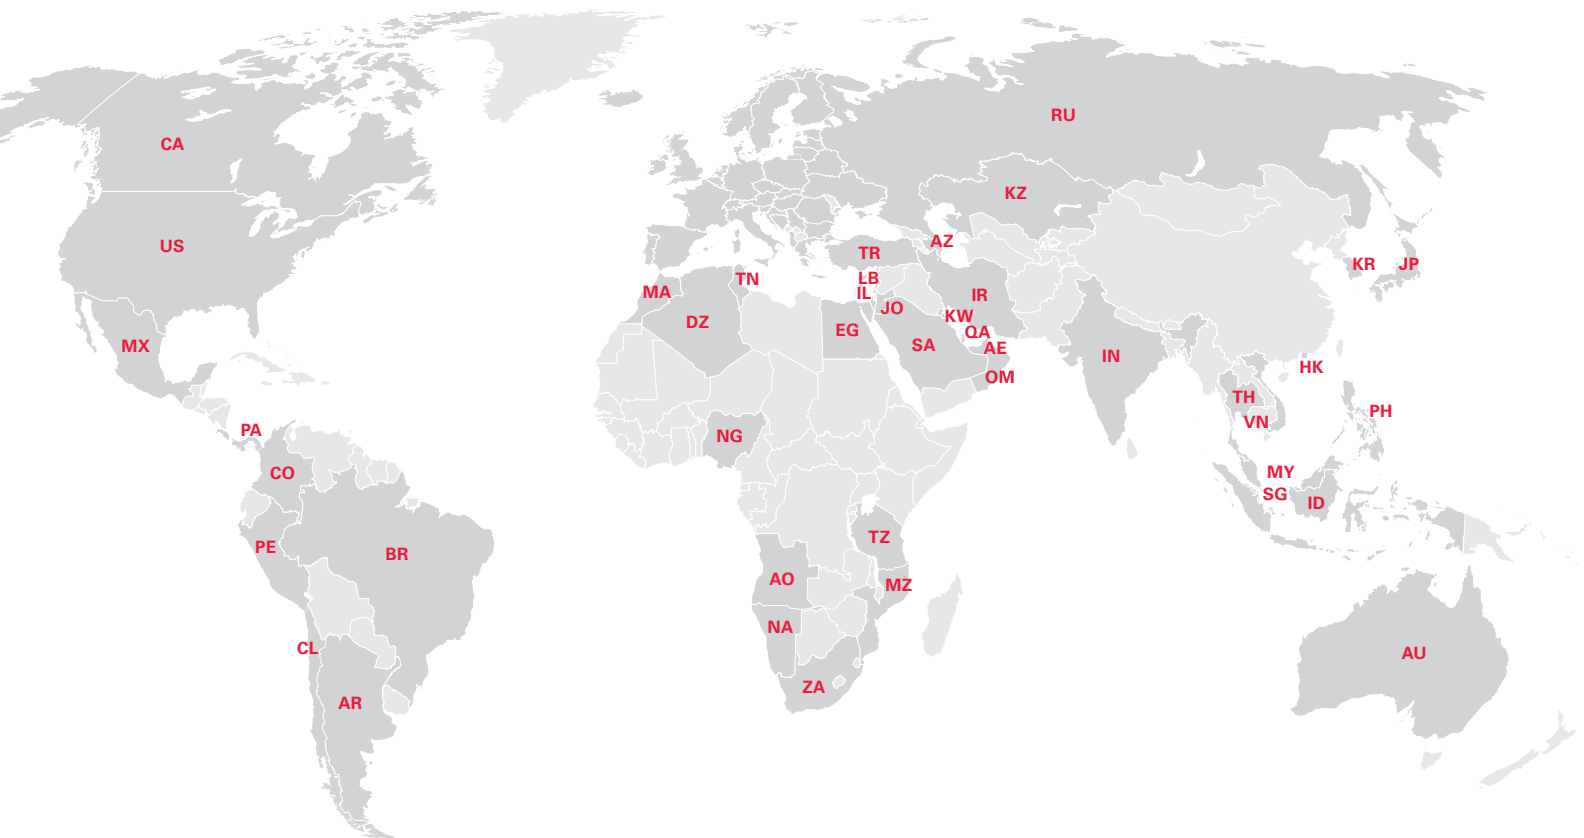 RU
CA
KZ
AZ
US
TR
KR
JP
TN
LB
MA
IL
IR
JO
KW
DZ
EG
QA
MX
SA
AE
IN
HK
OM
TH
PH
VN
PA
NG
CO
MY
SG
ID
TZ
PE
BR
AO
MZ
NA
CL
AU
ZA
AR